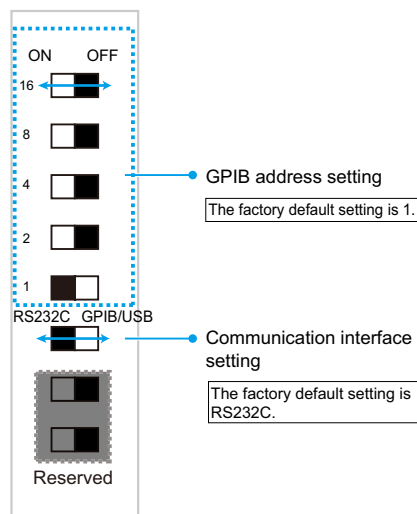 ON OFF
16
8
4
2
1
GPIB address setting
The factory default setting is 1.
RS232C GPIB/USB
Communication interface
setting
The factory default setting is
RS232C.
Reserved